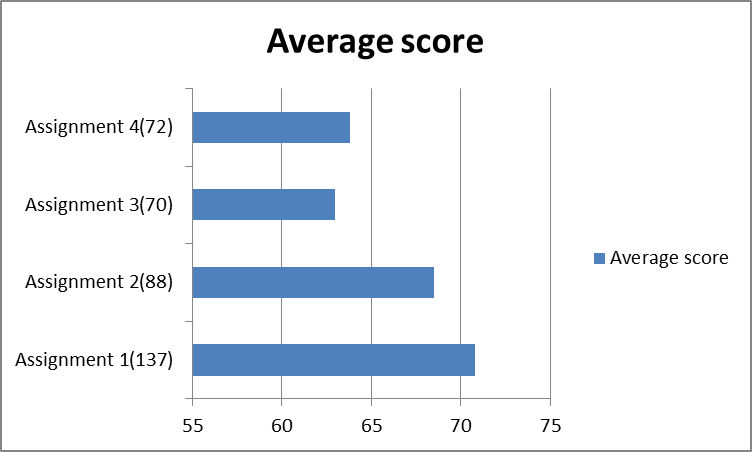 Average score
Assignment 4(72)
Assignment 3(70)
Assignment 2(88)
Assignment 1(137)
55 60 65 70 75
Average score